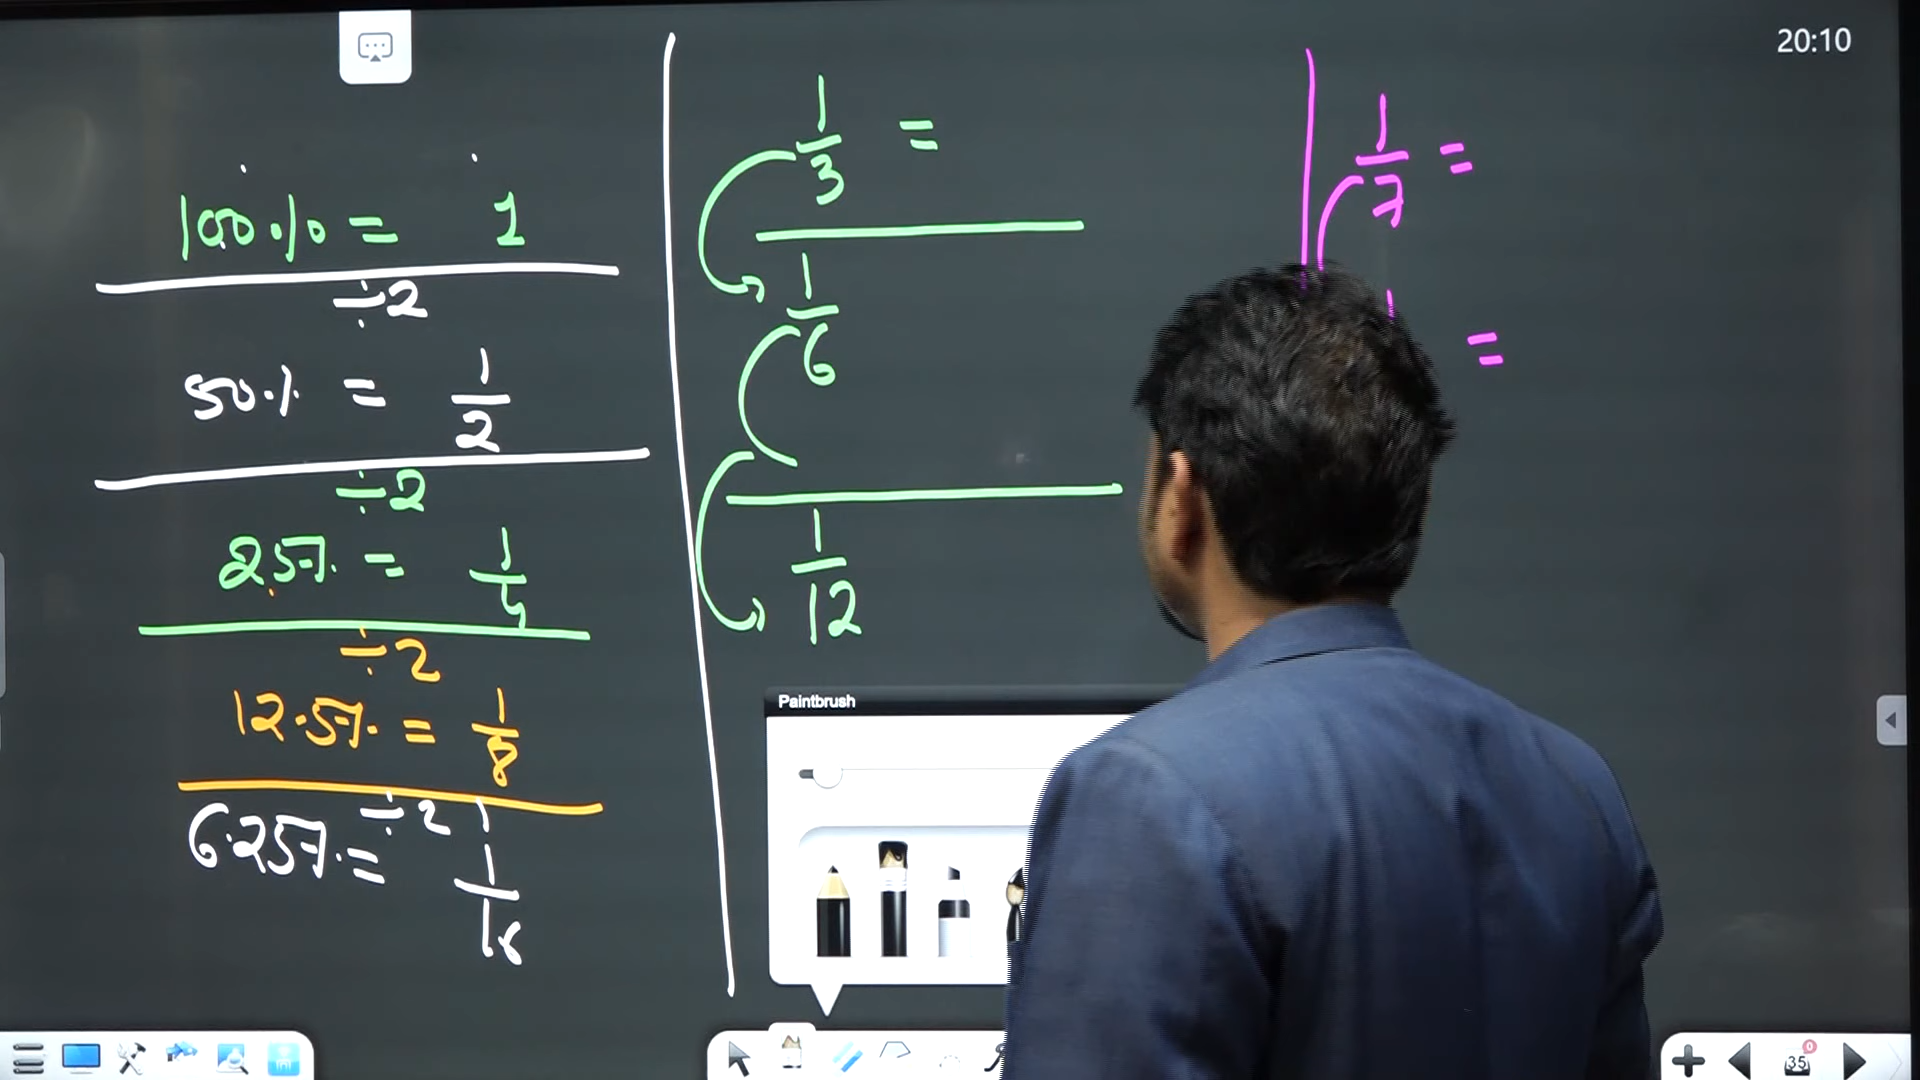 20:10
100% = 1
÷2
50% = 1/2
÷2
25% = 1/4
÷2
12.5% = 1/8
÷2
6.25% = 1/16
1/3 =
1/6
1/12
1/7 =
=
Paintbrush
35
0